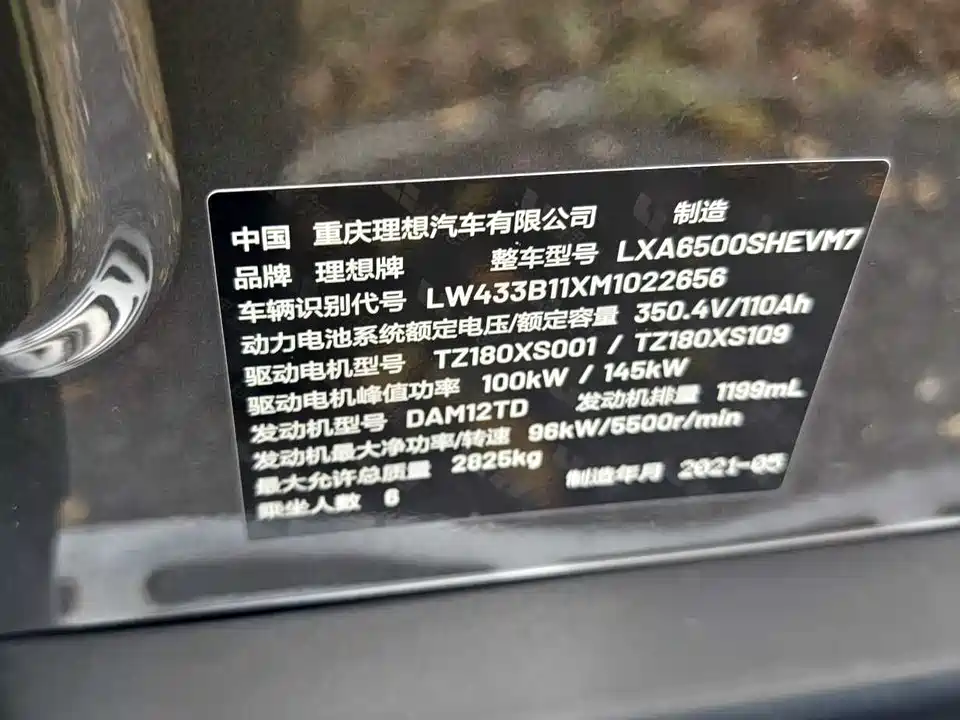 中国 重庆理想汽车有限公司 制造
品牌 理想牌 整车型号 LXA6500SHEVM7
车辆识别代号 LW433B11XM1022656
动力电池系统额定电压/额定容量 350.4V/110Ah
驱动电机型号 TZ180XS001 / TZ180XS109
驱动电机峰值功率 100kW / 145kW
发动机型号 DAM12TD 发动机排量 1199mL
发动机最大净功率/转速 96kW/5500r/min
最大允许总质量 2825kg 制造年月 2021-05
乘坐人数 6